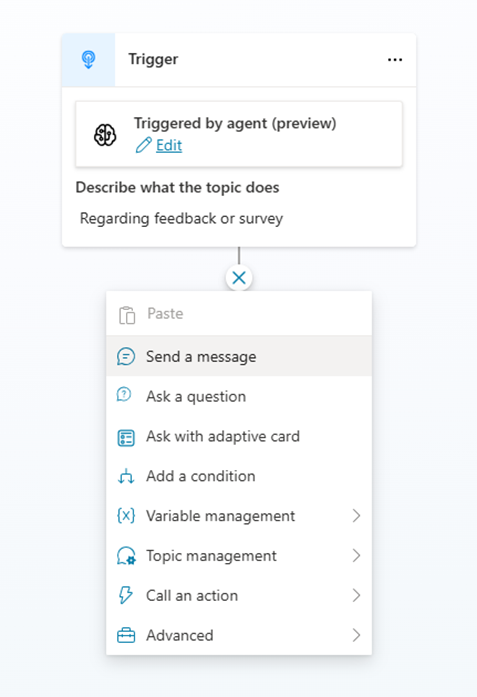 Trigger
Triggered by agent (preview)
Edit
Describe what the topic does
Regarding feedback or survey
Paste
Send a message
Ask a question
Ask with adaptive card
Add a condition
{x} Variable management
Topic management
Call an action
Advanced